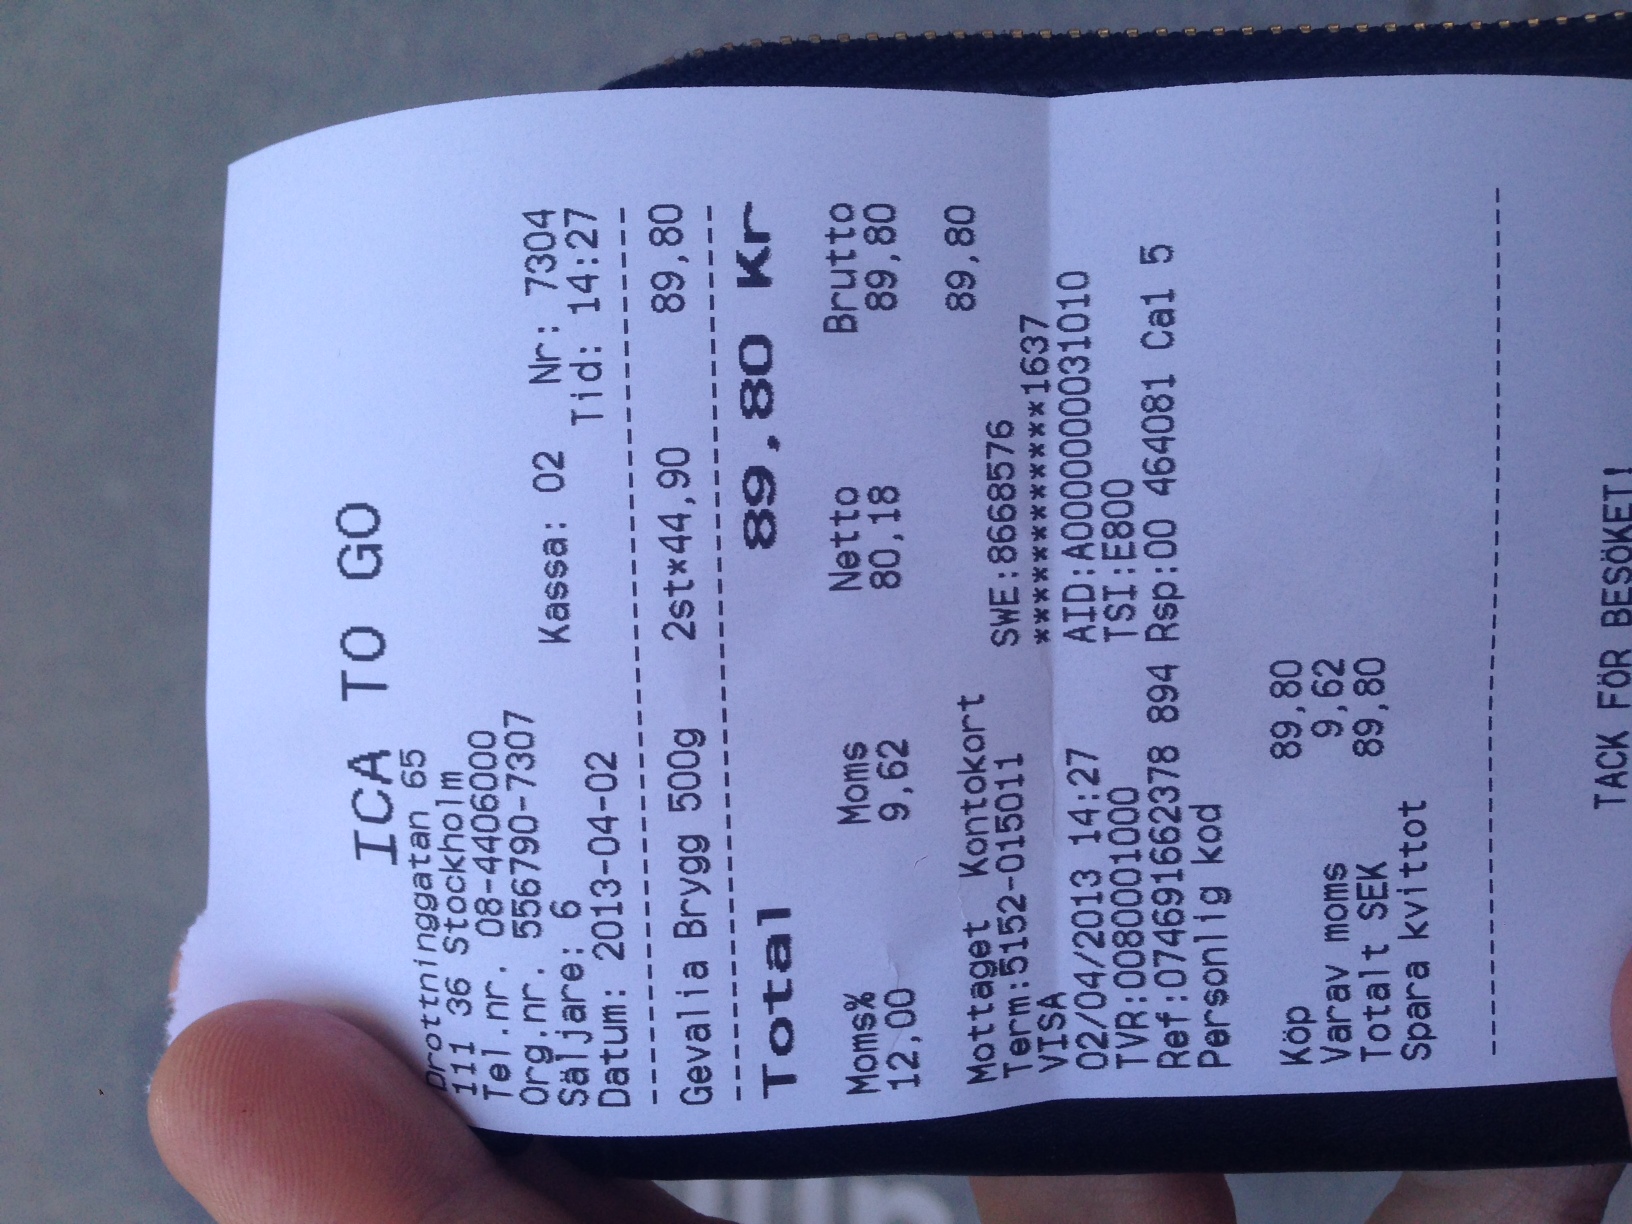 ICA TO GO
Drottninggatan 65
111 36 Stockholm
Tel.nr. 08-4406000
Org.nr. 556790-7307
Säljare: 6 Kassa: 02 Nr: 7304
Datum: 2013-04-02 Tid: 14:27
--------------------------------------------
Gevalia Brygg 500g 2st*44,90 89,80
--------------------------------------------
Total 89,80 Kr
Moms% Moms Netto Brutto
12,00 9,62 80,18 89,80
Mottaget Kontokort 89,80
Term:5152-015011 SWE:8668576
VISA ************1637
02/04/2013 14:27 AID:A0000000031010
TVR:0080001000 TSI:E800
Ref:074691662378 894 Rsp:00 464081 Ca1 5
Personlig kod
Köp 89,80
Varav moms 9,62
Totalt SEK 89,80
Spara kvittot
--------------------------------------------
TACK FÖR BESÖKET!